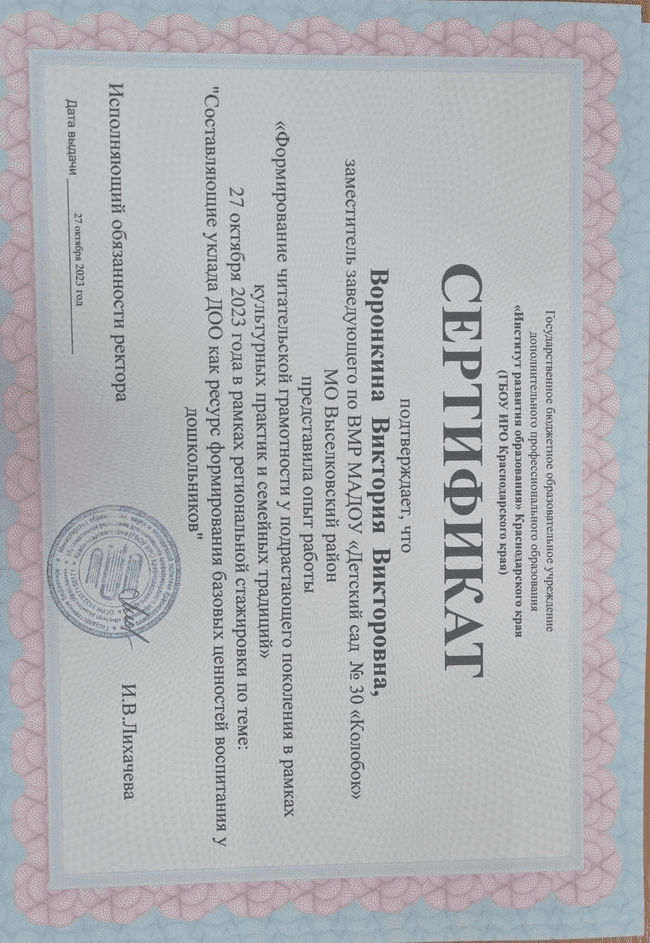 Государственное бюджетное образовательное учреждение
дополнительного профессионального образования
«Институт развития образования» Краснодарского края
(ГБОУ ИРО Краснодарского края)
СЕРТИФИКАТ
подтверждает, что
Воронкина Виктория Викторовна,
заместитель заведующего по ВМР МАДОУ «Детский сад № 30 «Колобок»
МО Выселковский район
представила опыт работы
«Формирование читательской грамотности у подрастающего поколения в рамках
культурных практик и семейных традиций»
27 октября 2023 года в рамках региональной стажировки по теме:
"Составляющие уклада ДОО как ресурс формирования базовых ценностей воспитания у
дошкольников"
Исполняющий обязанности ректора И.В.Лихачева
Дата выдачи 27 октября 2023 год